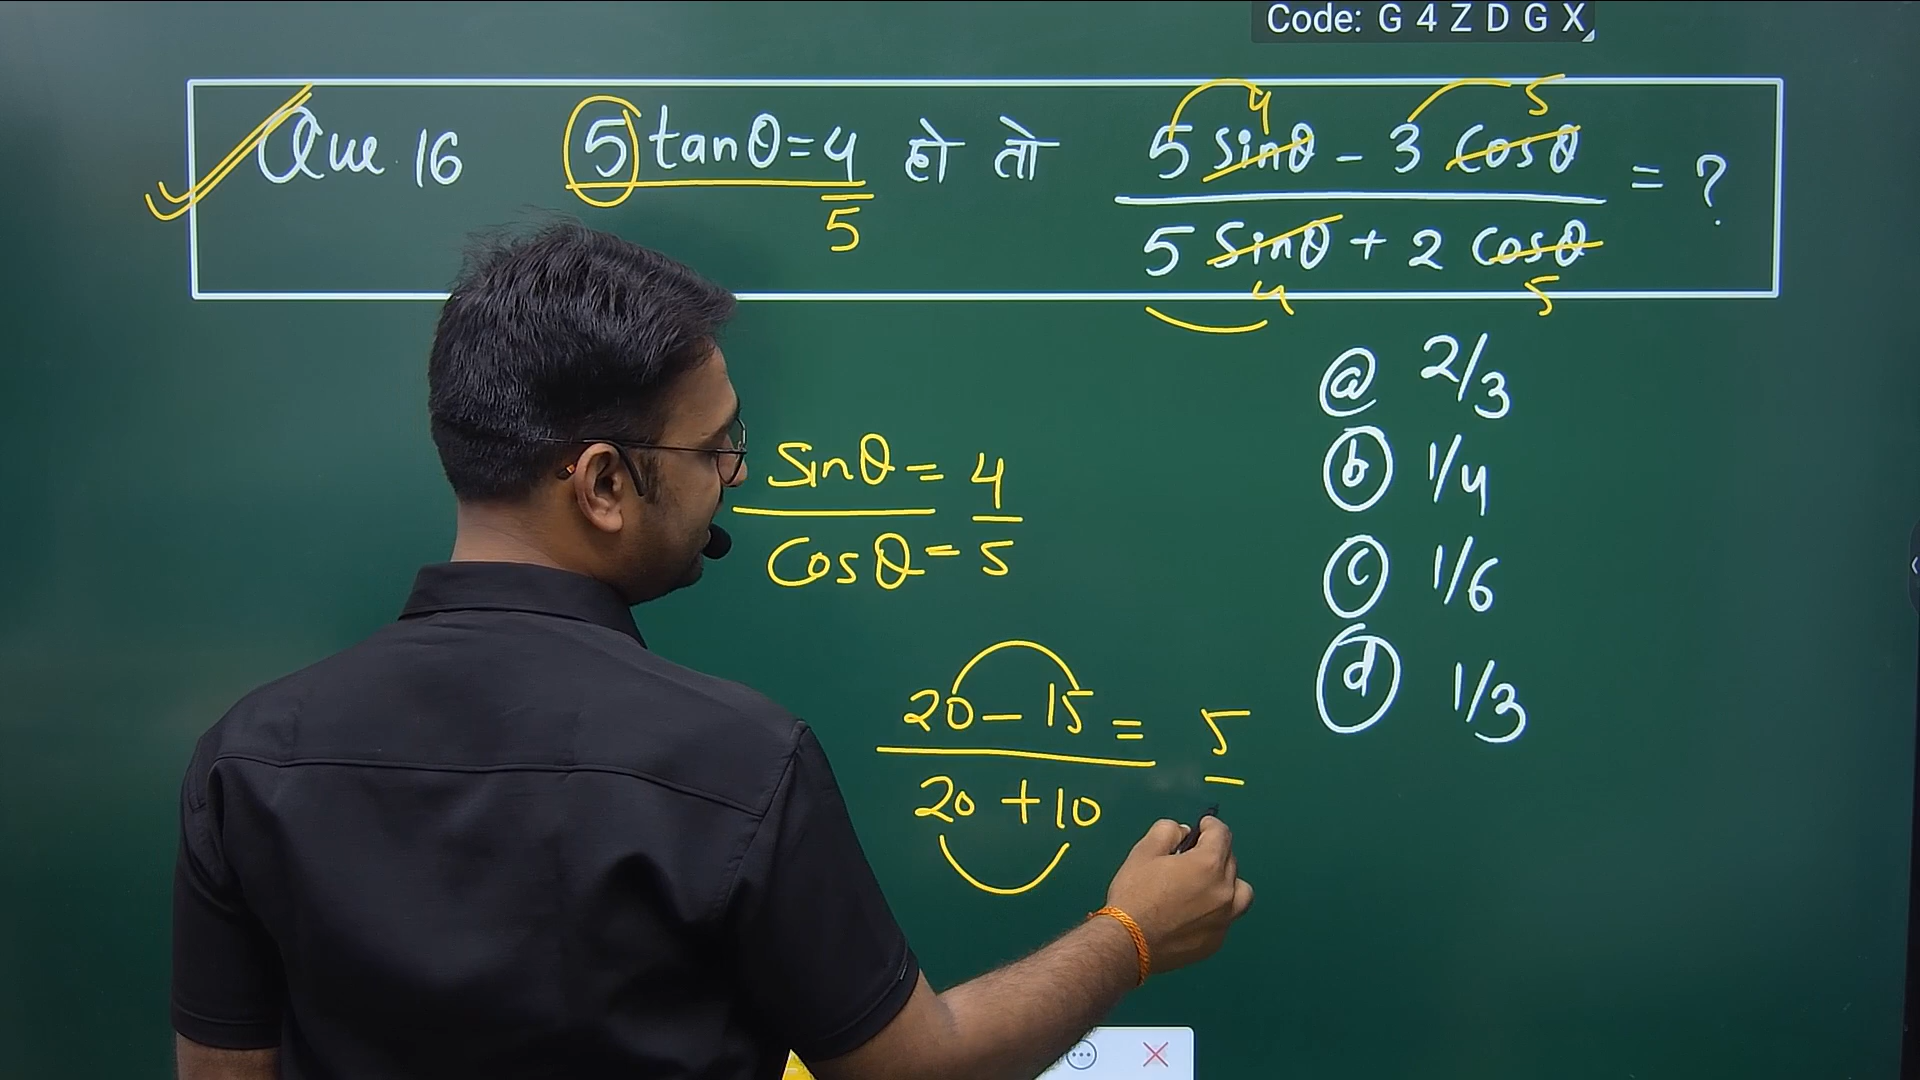 Code: G 4 Z D G X
Que. 16 5 tanθ = 4 हो तो 5 sinθ - 3 cosθ = ?
5
5 sinθ + 2 cosθ
4 5
4 5
ⓐ 2/3
ⓑ 1/4
ⓒ 1/6
ⓓ 1/3
sinθ = 4
cosθ = 5
20 - 15 = 5
20 + 10